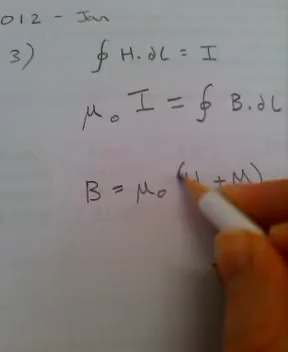 012 - Jan
3) ∮ H.dL = I
μ₀ I = ∮ B.dL
B = μ₀ (H + M)